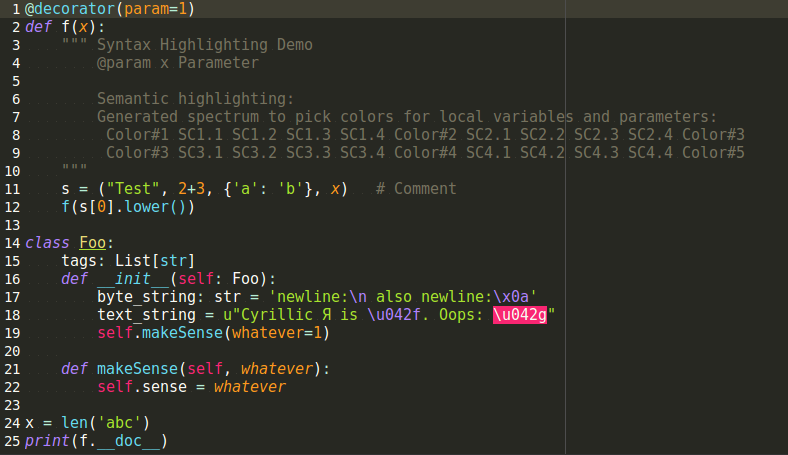 1 @decorator(param=1)
2 def f(x):
3     """ Syntax Highlighting Demo
4         @param x Parameter
5
6         Semantic highlighting:
7         Generated spectrum to pick colors for local variables and parameters:
8          Color#1 SC1.1 SC1.2 SC1.3 SC1.4 Color#2 SC2.1 SC2.2 SC2.3 SC2.4 Color#3
9          Color#3 SC3.1 SC3.2 SC3.3 SC3.4 Color#4 SC4.1 SC4.2 SC4.3 SC4.4 Color#5
10     """
11     s = ("Test", 2+3, {'a': 'b'}, x)   # Comment
12     f(s[0].lower())
13
14 class Foo:
15     tags: List[str]
16     def __init__(self: Foo):
17         byte_string: str = 'newline:\n also newline:\x0a'
18         text_string = u"Cyrillic Я is \u042f. Oops: \u042g"
19         self.makeSense(whatever=1)
20
21     def makeSense(self, whatever):
22         self.sense = whatever
23
24 x = len('abc')
25 print(f.__doc__)